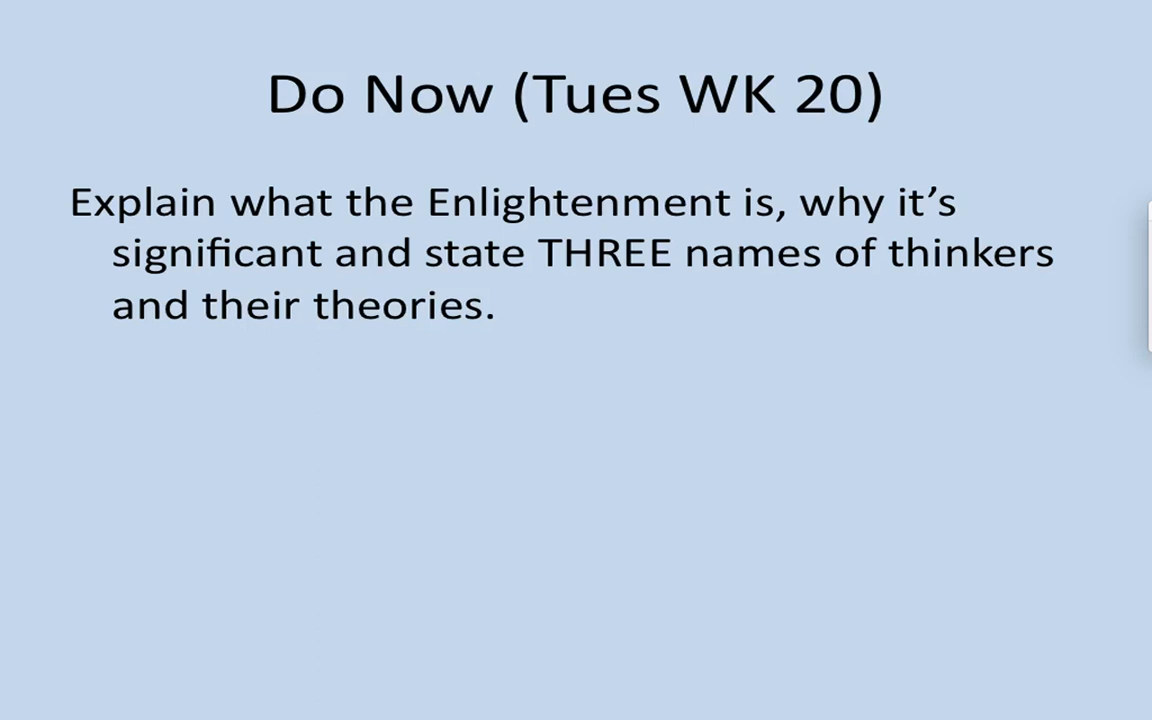 Do Now (Tues WK 20)
Explain what the Enlightenment is, why it’s
significant and state THREE names of thinkers
and their theories.